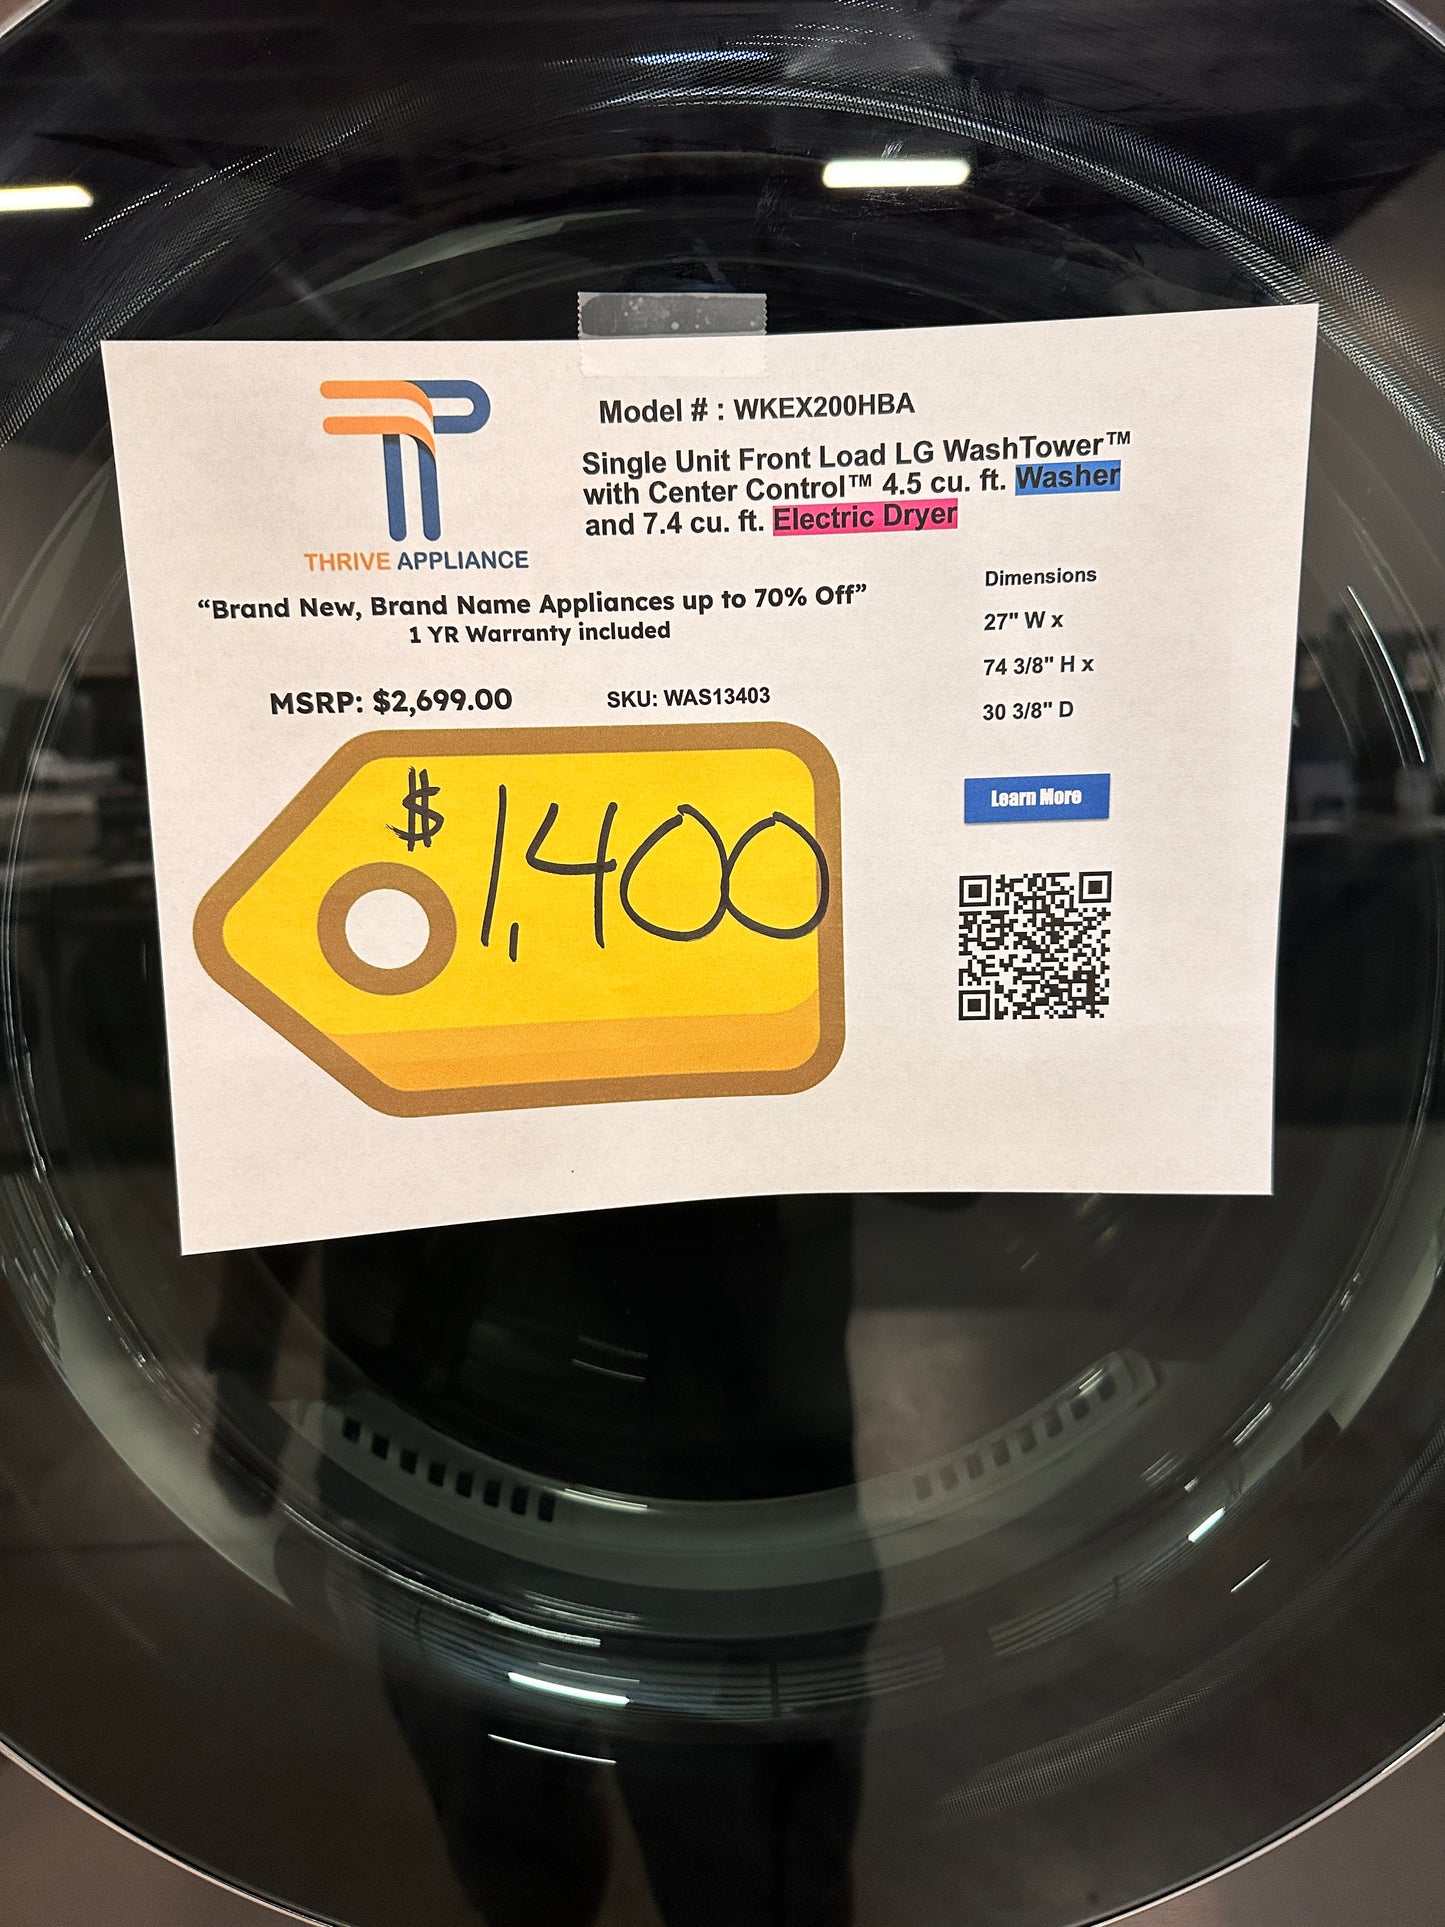 THRIVE APPLIANCE
Model # : WKEX200HBA
Single Unit Front Load LG WashTower™
with Center Control™ 4.5 cu. ft. Washer
and 7.4 cu. ft. Electric Dryer
“Brand New, Brand Name Appliances up to 70% Off”
1 YR Warranty included
MSRP: $2,699.00
SKU: WAS13403
Dimensions
27" W x
74 3/8" H x
30 3/8" D
$1,400
Learn More